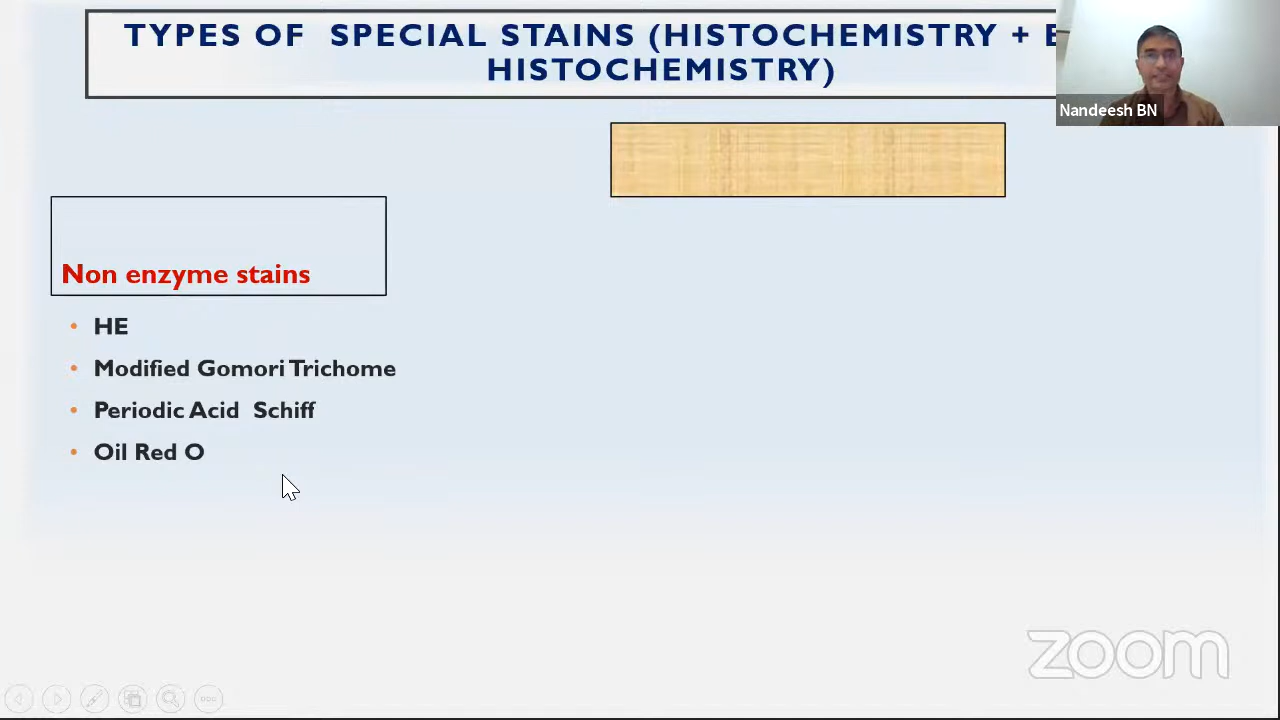 TYPES OF SPECIAL STAINS (HISTOCHEMISTRY + E
HISTOCHEMISTRY)
Nandeesh BN
Non enzyme stains
• HE
• Modified Gomori Trichome
• Periodic Acid Schiff
• Oil Red O
zoom